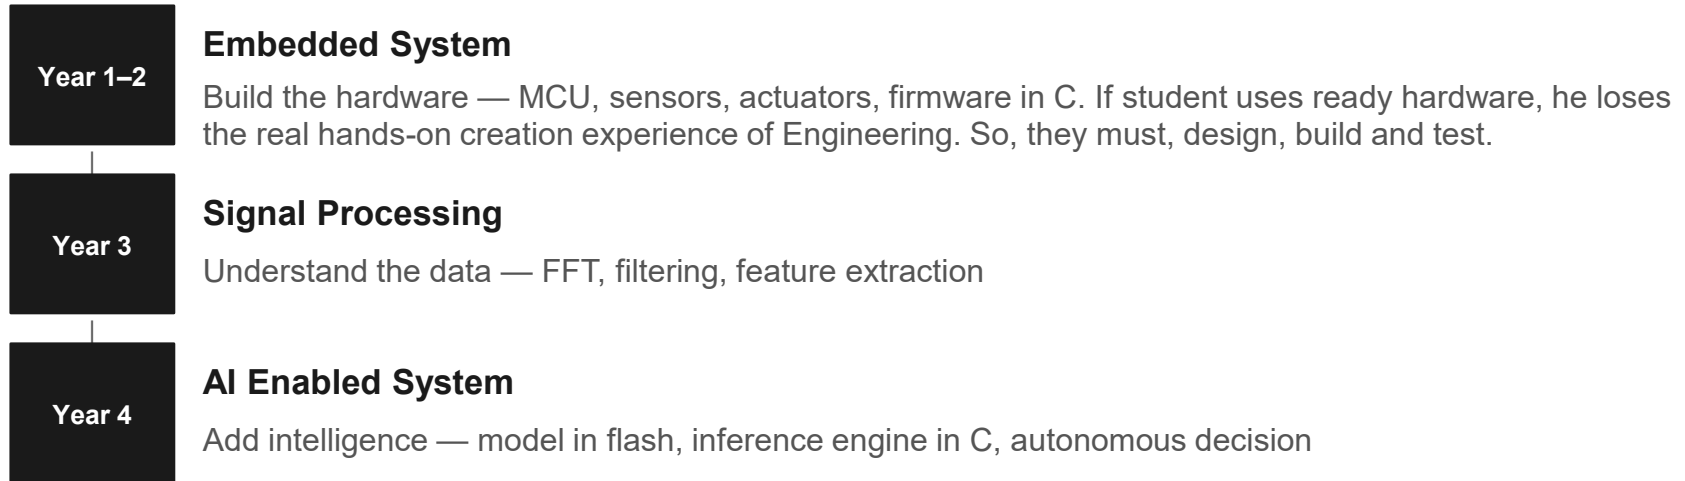 Year 1–2
Embedded System
Build the hardware — MCU, sensors, actuators, firmware in C. If student uses ready hardware, he loses
the real hands-on creation experience of Engineering. So, they must, design, build and test.
Year 3
Signal Processing
Understand the data — FFT, filtering, feature extraction
Year 4
AI Enabled System
Add intelligence — model in flash, inference engine in C, autonomous decision